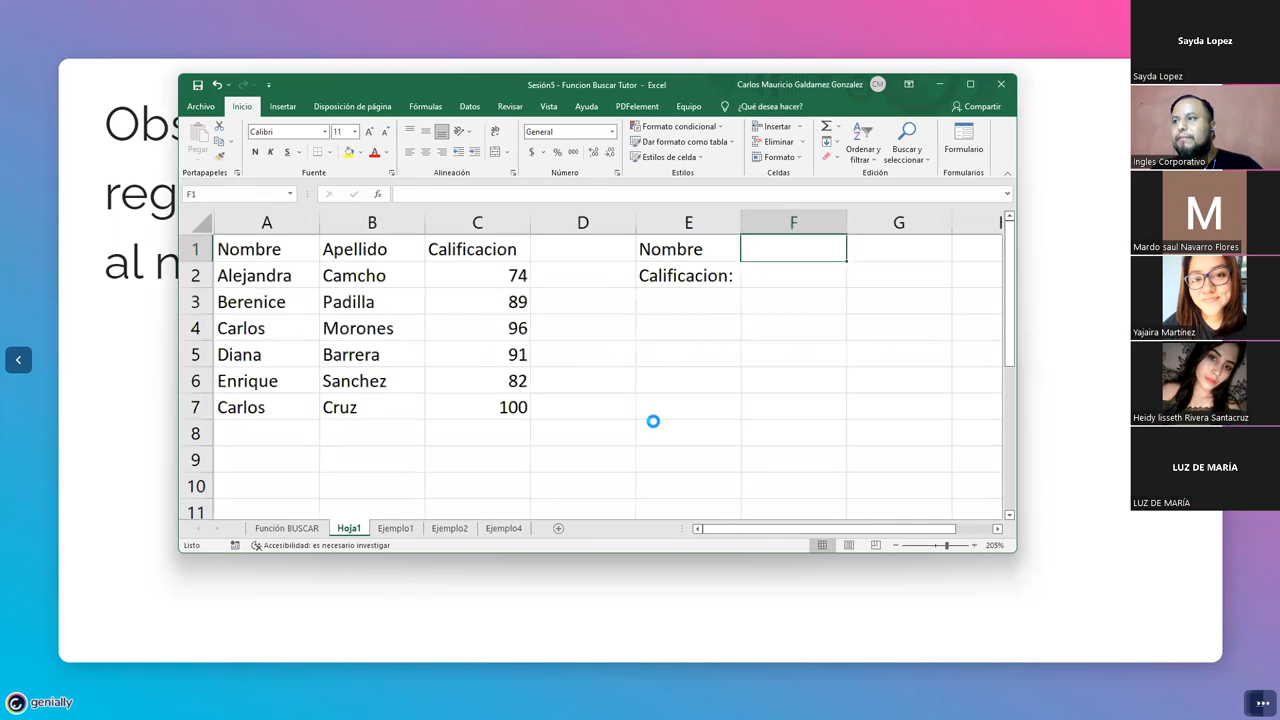 Obs
reg
al n
Sesión5 - Funcion Buscar Tutor - Excel
Carlos Mauricio Galdamez Gonzalez
CM
Archivo Inicio Insertar Disposición de página Fórmulas Datos Revisar Vista Ayuda PDFelement Equipo ¿Qué desea hacer? Compartir
Pegar
Calibri 11
N K S
General
$ % 000
Formato condicional
Dar formato como tabla
Estilos de celda
Insertar
Eliminar
Formato
Ordenar y filtrar
Buscar y seleccionar
Formulario
Portapapeles Fuente Alineación Número Estilos Celdas Edición Formularios
F1 fx
A B C D E F G
1 Nombre Apellido Calificacion Nombre
2 Alejandra Camcho 74 Calificacion:
3 Berenice Padilla 89
4 Carlos Morones 96
5 Diana Barrera 91
6 Enrique Sanchez 82
7 Carlos Cruz 100
8
9
10
11
Función BUSCAR Hoja1 Ejemplo1 Ejemplo2 Ejemplo4
Listo Accesibilidad: es necesario investigar 205%
Sayda Lopez
Sayda Lopez
Ingles Corporativo
M
Mardo saul Navarro Flores
Yajaira Martínez
Heidy lisseth Rivera Santacruz
LUZ DE MARÍA
LUZ DE MARÍA
genially